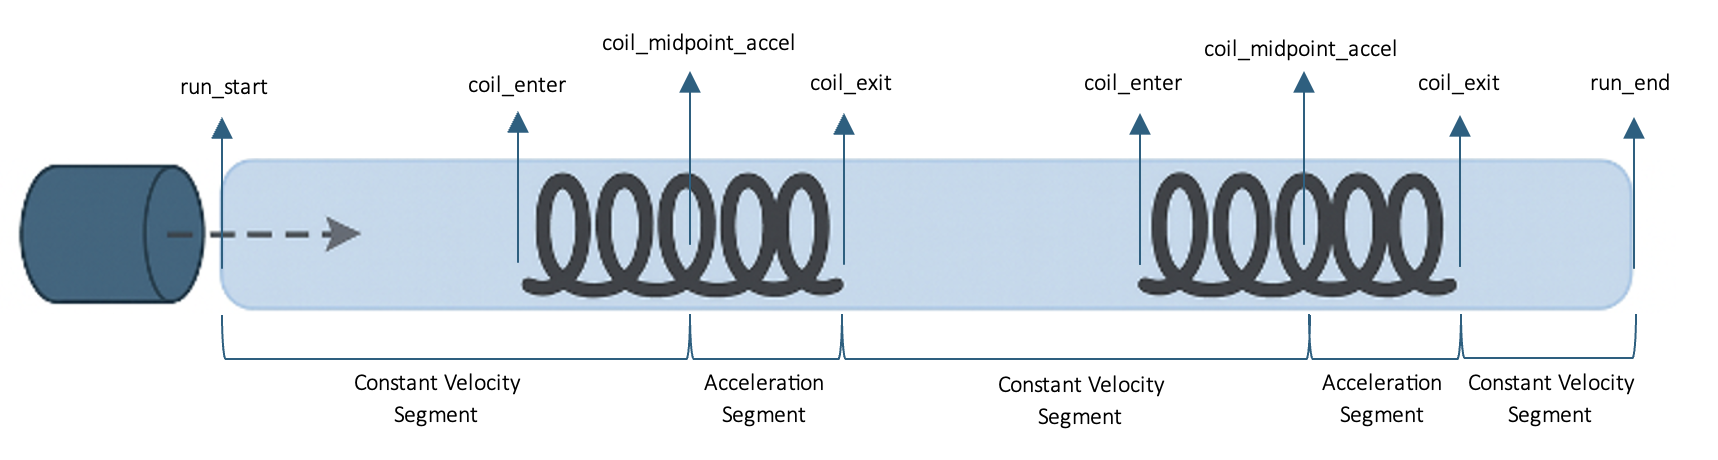 coil_midpoint_accel
coil_midpoint_accel
run_start
coil_enter
coil_exit
coil_enter
coil_exit
run_end
Constant Velocity
Segment
Acceleration
Segment
Constant Velocity
Segment
Acceleration
Segment
Constant Velocity
Segment